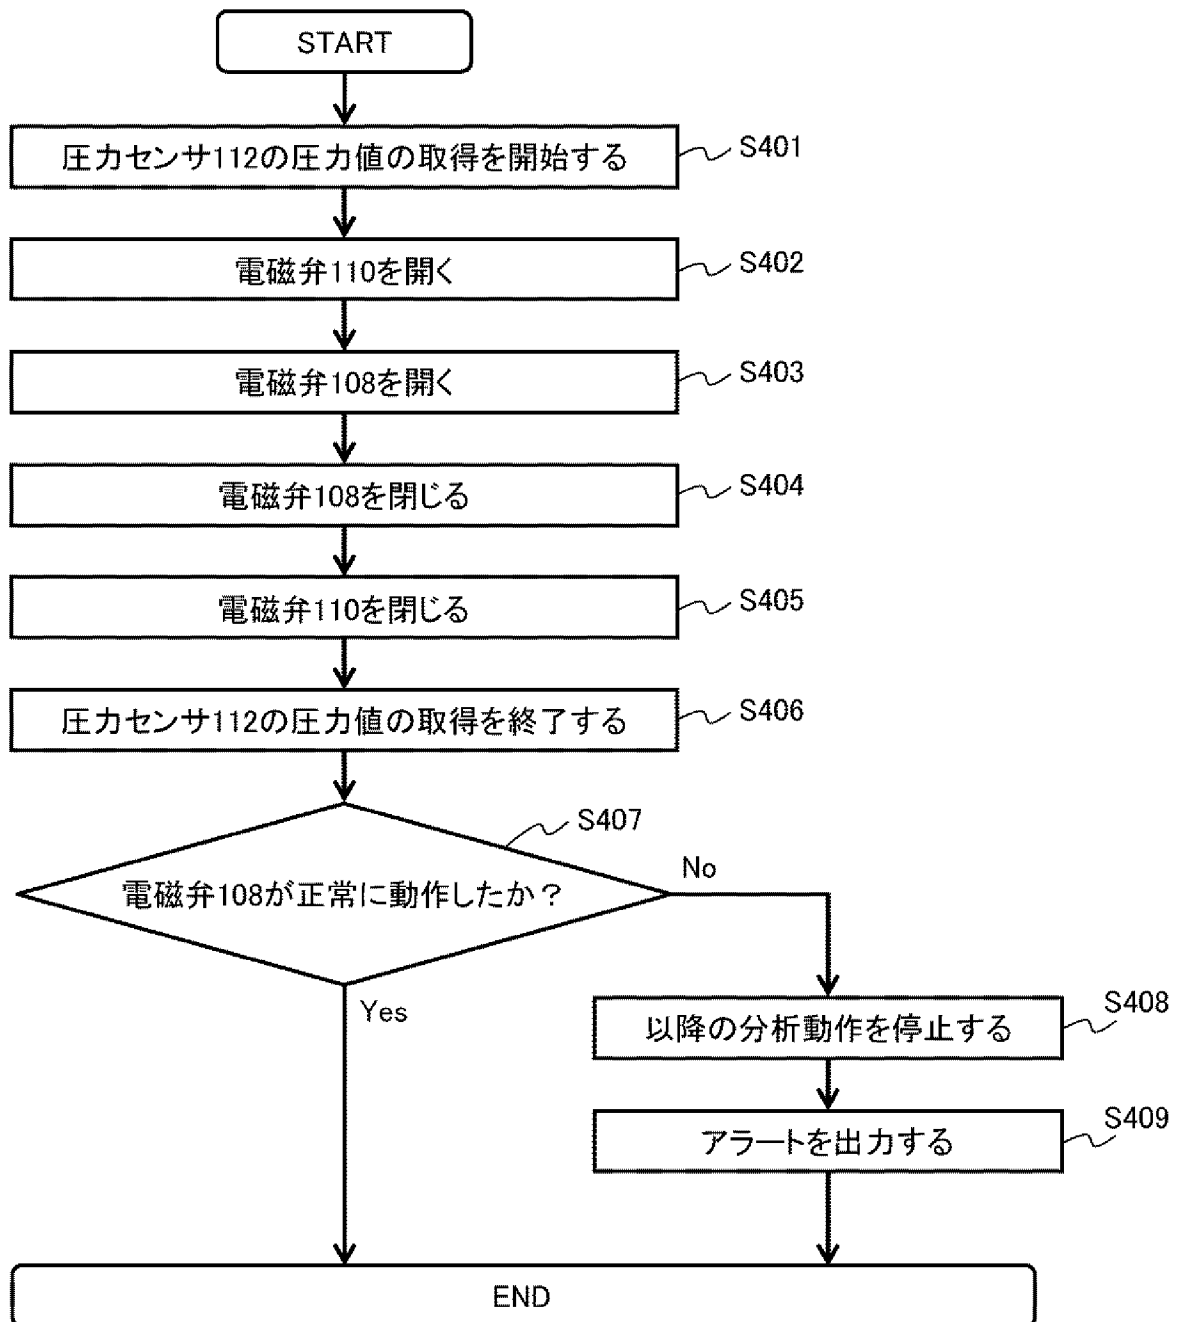 START
圧力センサ112の圧力値の取得を開始する
S401
電磁弁110を開く
S402
電磁弁108を開く
S403
電磁弁108を閉じる
S404
電磁弁110を閉じる
S405
圧力センサ112の圧力値の取得を終了する
S406
S407
電磁弁108が正常に動作したか？
No
Yes
以降の分析動作を停止する
S408
アラートを出力する
S409
END